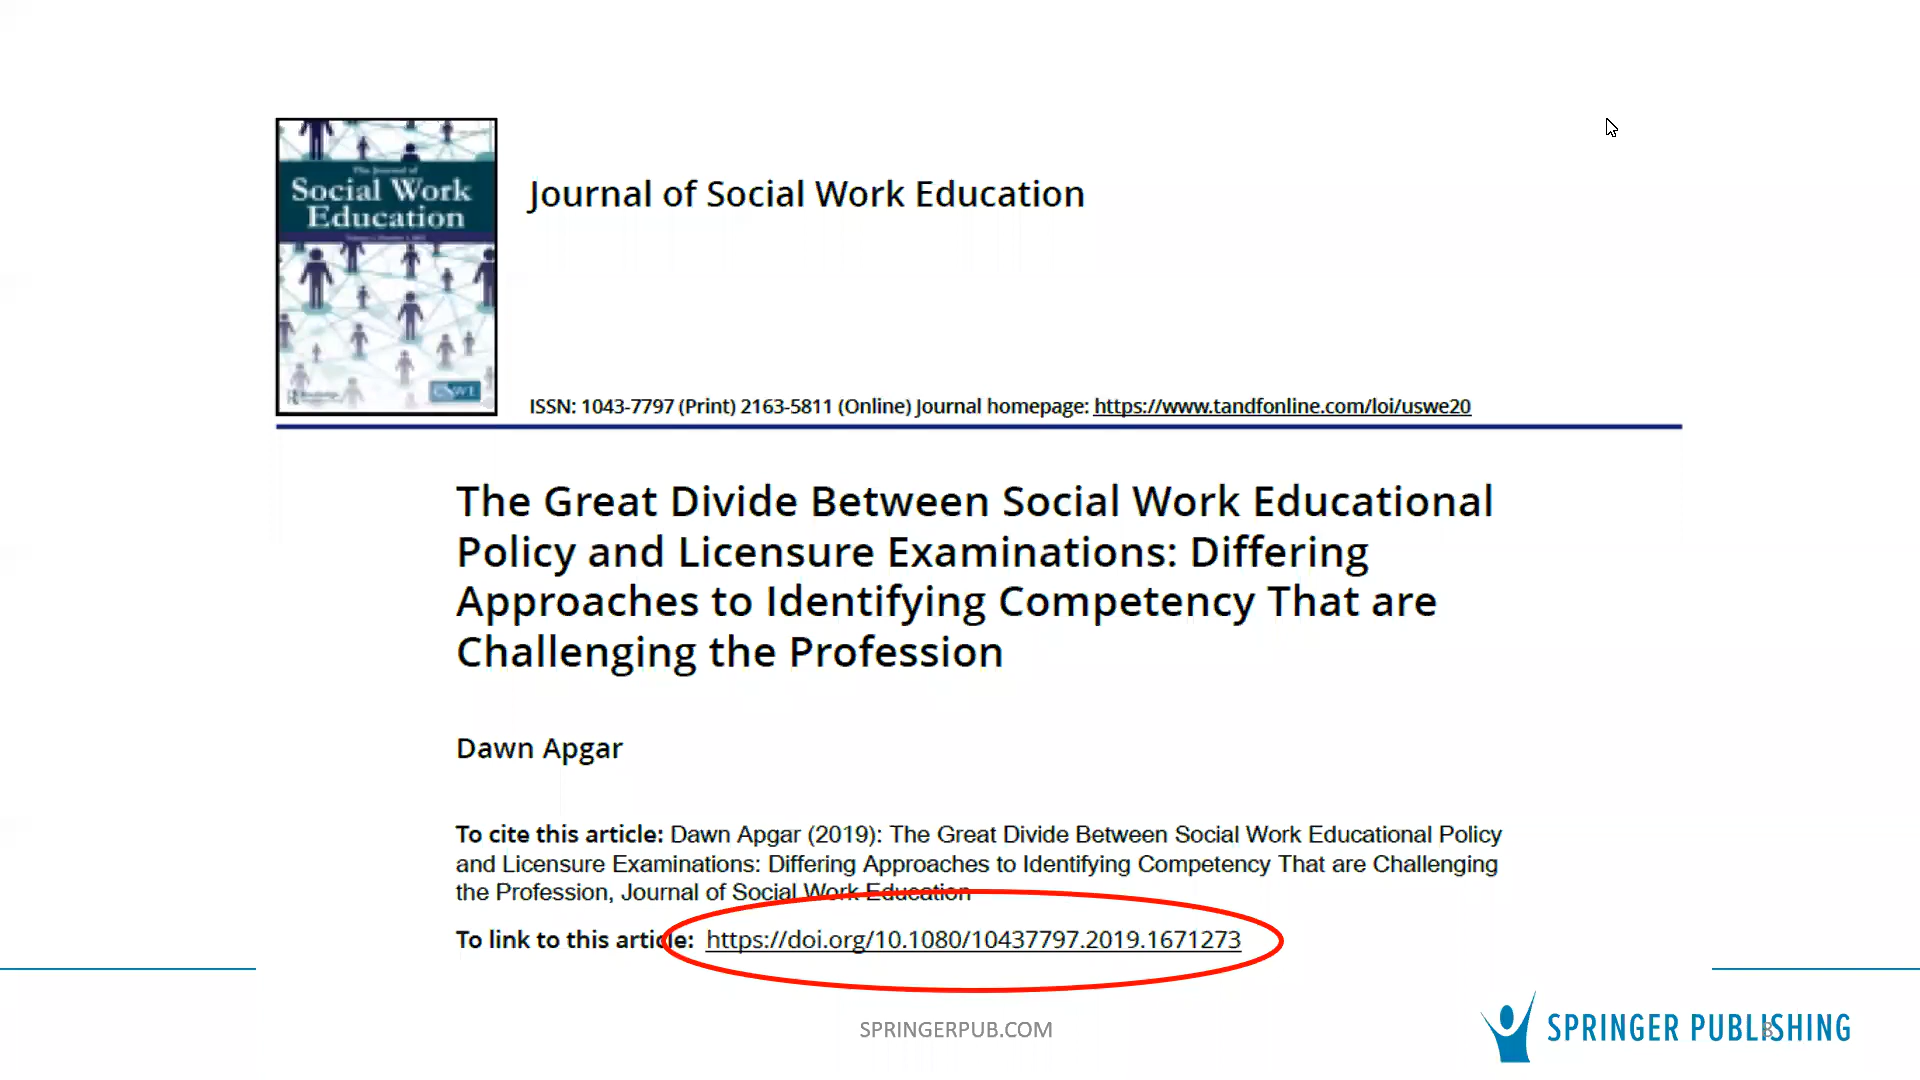 The Journal of
Social Work
Education
Journal of Social Work Education
ISSN: 1043-7797 (Print) 2163-5811 (Online) Journal homepage: https://www.tandfonline.com/loi/uswe20
The Great Divide Between Social Work Educational
Policy and Licensure Examinations: Differing
Approaches to Identifying Competency That are
Challenging the Profession
Dawn Apgar
To cite this article: Dawn Apgar (2019): The Great Divide Between Social Work Educational Policy
and Licensure Examinations: Differing Approaches to Identifying Competency That are Challenging
the Profession, Journal of Social Work Education
To link to this article: https://doi.org/10.1080/10437797.2019.1671273
SPRINGERPUB.COM
SPRINGER PUBLISHING
8